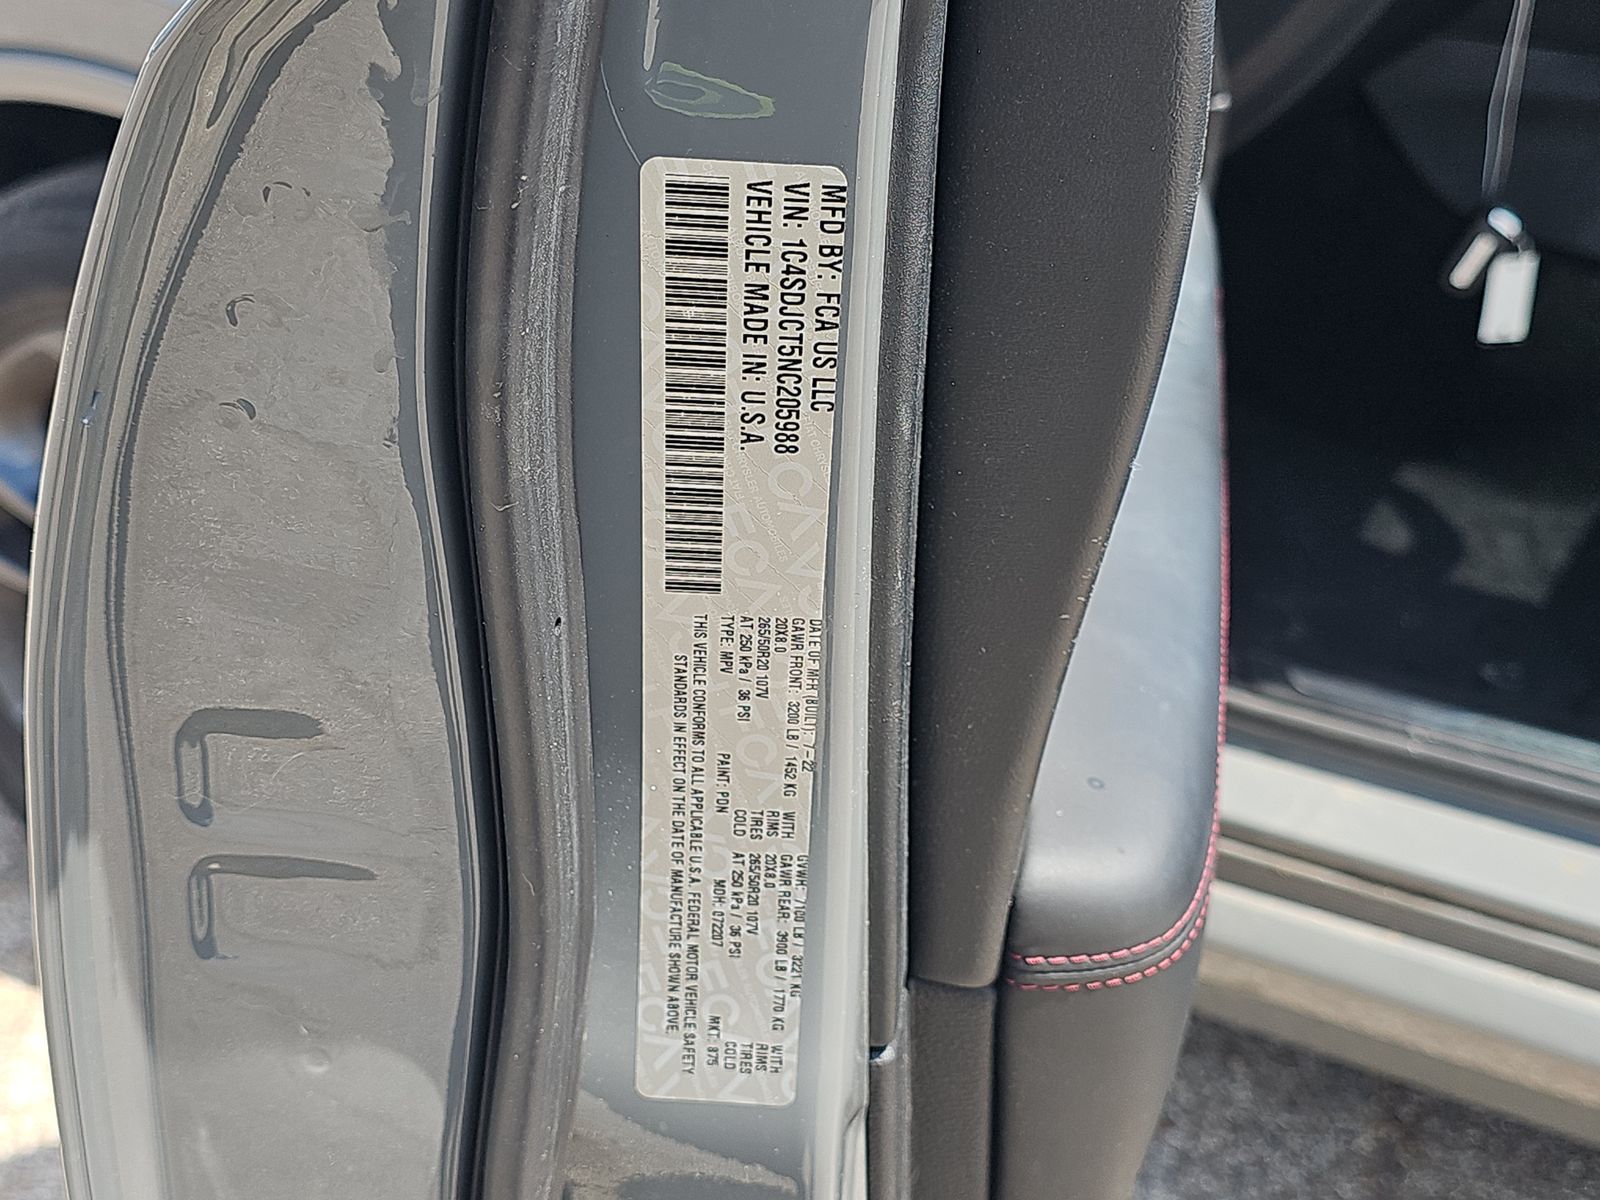 MFD BY: FCA US LLC
VIN: 1C4SDJCT5NC205988
VEHICLE MADE IN: U.S.A.
DATE OF MFR (BUILT): 7-22 GVWR: 7100 LB / 3221 KG
GAWR FRONT: 3200 LB / 1452 KG WITH GAWR REAR: 3900 LB / 1770 KG WITH
20X8.0 RIMS 20X8.0 RIMS
265/50R20 107V TIRES 265/50R20 107V TIRES
AT 250 kPa / 36 PSI COLD AT 250 kPa / 36 PSI COLD
TYPE: MPV PAINT: PDN MDH: 072207 MKT: 875
THIS VEHICLE CONFORMS TO ALL APPLICABLE U.S.A. FEDERAL MOTOR VEHICLE SAFETY
STANDARDS IN EFFECT ON THE DATE OF MANUFACTURE SHOWN ABOVE.